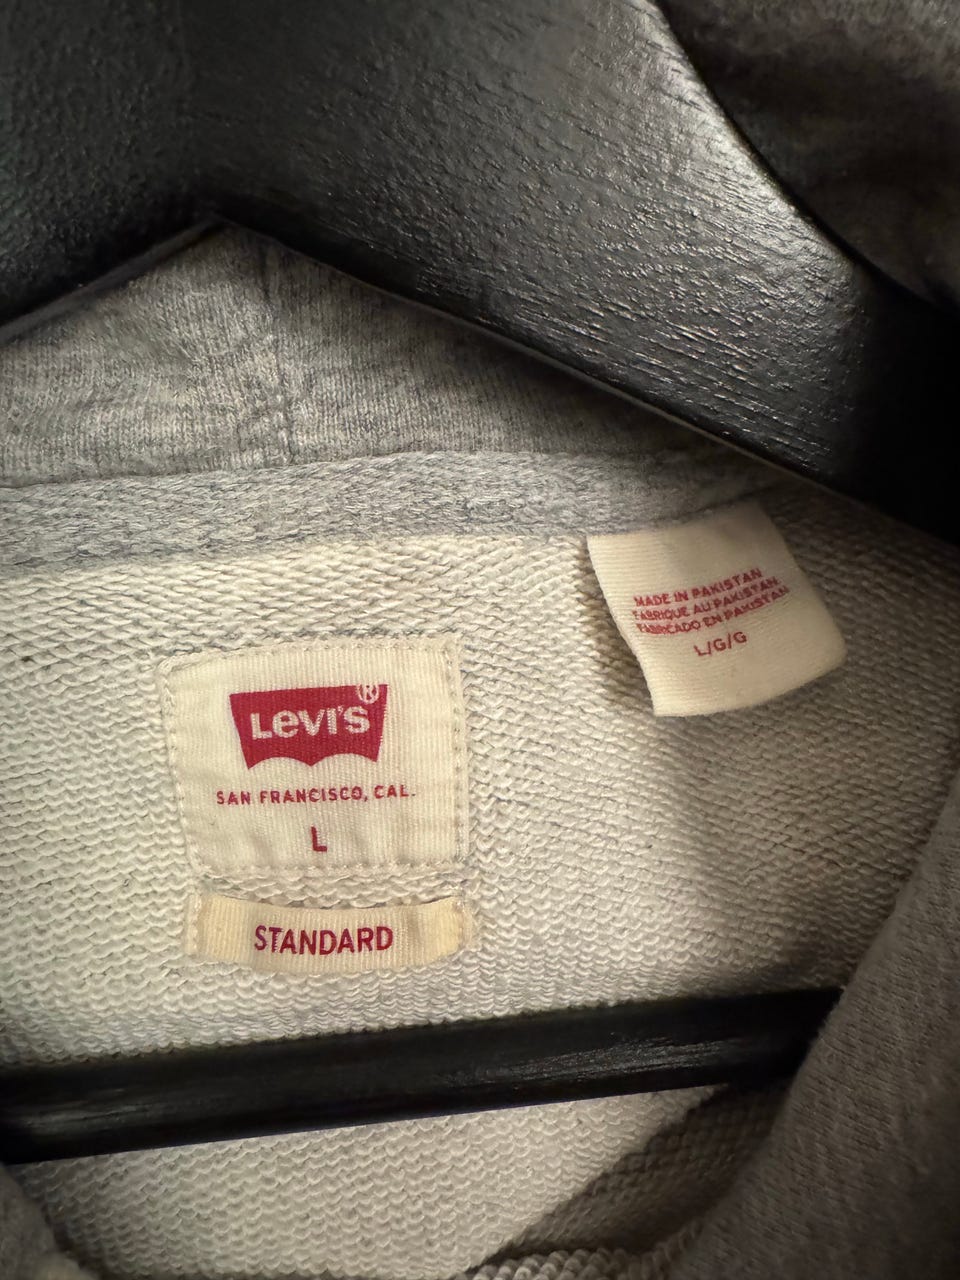 MADE IN PAKISTAN
FABRIQUE AU PAKISTAN
FABRICADO EN PAKISTAN
L/G/G
LEVI'S®
SAN FRANCISCO, CAL.
L
STANDARD